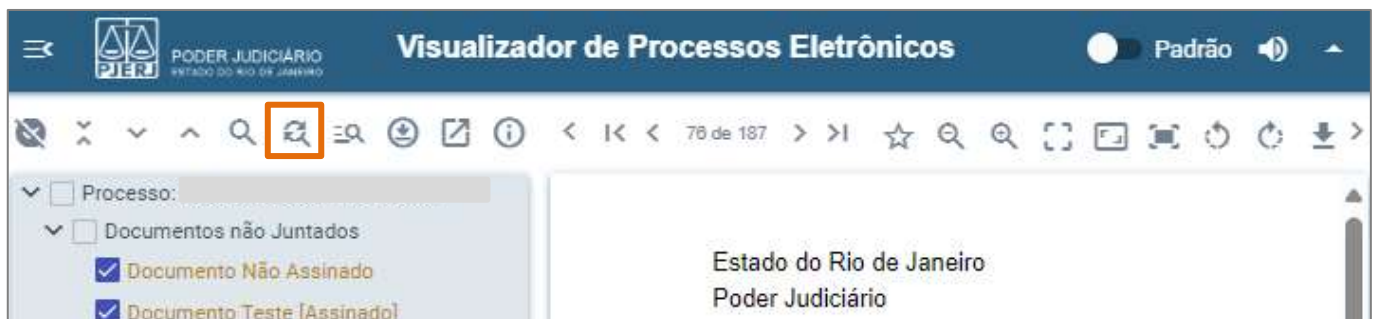 PJERJ
PODER JUDICIÁRIO
ESTADO DO RIO DE JANEIRO
Visualizador de Processos Eletrônicos
Padrão
76 de 187
Processo:
Documentos não Juntados
Documento Não Assinado
Documento Teste [Assinado]
Estado do Rio de Janeiro
Poder Judiciário